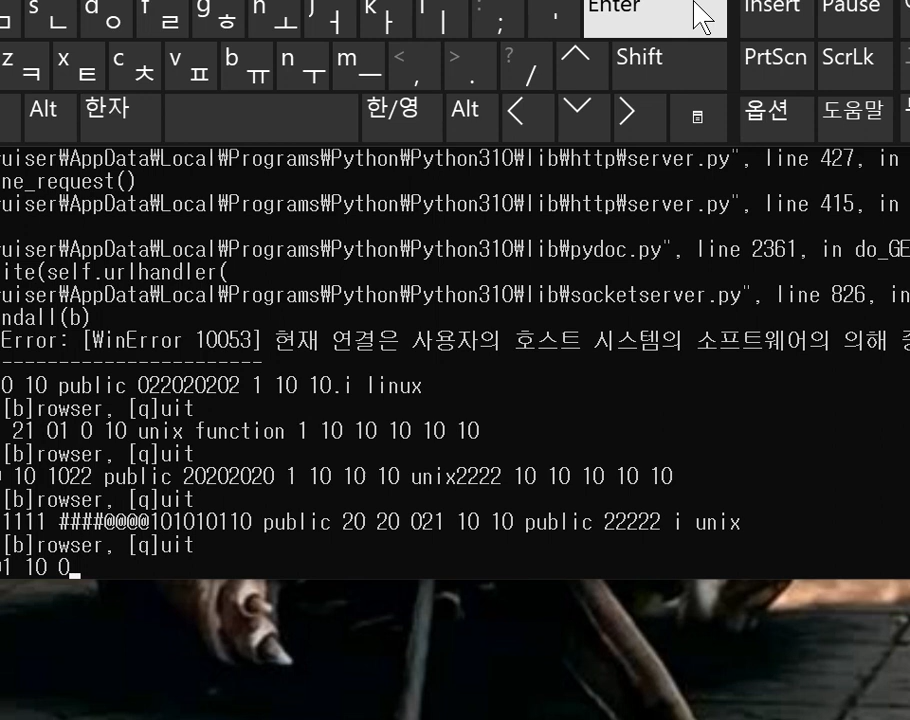 s ㄴ d ㅇ f ㄹ g ㅎ h ㅗ j ㅓ k ㅏ l ㅣ : ; ' Enter Insert Pause
z ㅋ x ㅌ c ㅊ v ㅍ b ㅠ n ㅜ m ㅡ < , > . ? / Shift PrtScn ScrLk
Alt 한자 한/영 Alt 옵션 도움말
uiser₩AppData₩Local₩Programs₩Python₩Python310₩lib₩http₩server.py", line 427, in
ne_request()
uiser₩AppData₩Local₩Programs₩Python₩Python310₩lib₩http₩server.py", line 415, in
uiser₩AppData₩Local₩Programs₩Python₩Python310₩lib₩pydoc.py", line 2361, in do_GE
ite(self.urlhandler(
uiser₩AppData₩Local₩Programs₩Python₩Python310₩lib₩socketserver.py", line 826, in
ndall(b)
Error: [WinError 10053] 현재 연결은 사용자의 호스트 시스템의 소프트웨어의 의해
----------------------------
0 10 public 022020202 1 10 10.i linux
[b]rowser, [q]uit
21 01 0 10 unix function 1 10 10 10 10 10
[b]rowser, [q]uit
10 1022 public 20202020 1 10 10 10 unix2222 10 10 10 10 10
[b]rowser, [q]uit
1111 ####@@@@101010110 public 20 20 021 10 10 public 22222 i unix
[b]rowser, [q]uit
1 10 0